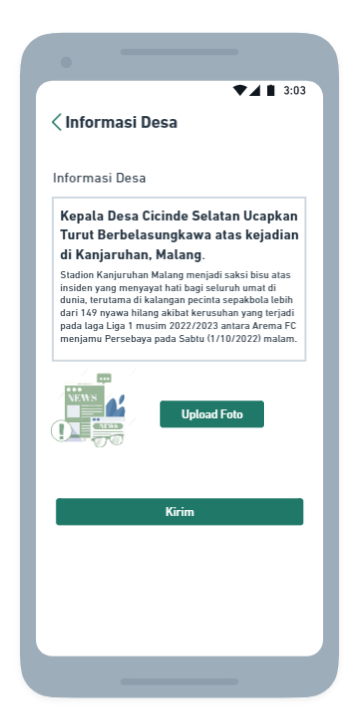 3:03
Informasi Desa
Informasi Desa
Kepala Desa Cicinde Selatan Ucapkan
Turut Berbelasungkawa atas kejadian
di Kanjaruhan, Malang.
Stadion Kanjuruhan Malang menjadi saksi bisu atas
insiden yang menyayat hati bagi seluruh umat di
dunia, terutama di kalangan pecinta sepakbola lebih
dari 149 nyawa hilang akibat kerusuhan yang terjadi
pada laga Liga 1 musim 2022/2023 antara Arema FC
menjamu Persebaya pada Sabtu (1/10/2022) malam.
NEWS
NEWS
Upload Foto
Kirim